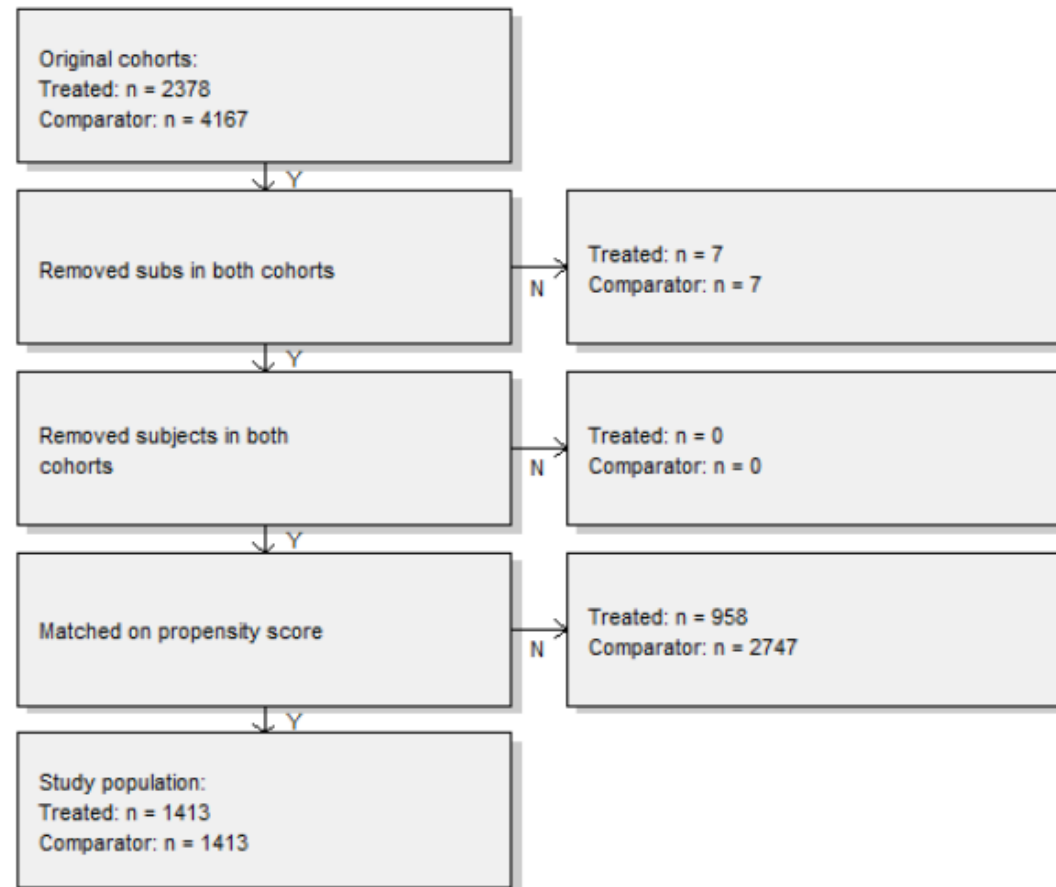 Original cohorts:
Treated: n = 2378
Comparator: n = 4167
Y
Removed subs in both cohorts
N
Treated: n = 7
Comparator: n = 7
Y
Removed subjects in both
cohorts
N
Treated: n = 0
Comparator: n = 0
Y
Matched on propensity score
N
Treated: n = 958
Comparator: n = 2747
Y
Study population:
Treated: n = 1413
Comparator: n = 1413